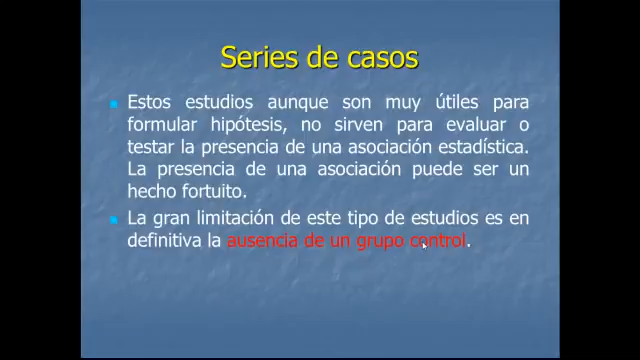 Series de casos
Estos estudios aunque son muy útiles para
formular hipótesis, no sirven para evaluar o
testar la presencia de una asociación estadística.
La presencia de una asociación puede ser un
hecho fortuito.
La gran limitación de este tipo de estudios es en
definitiva la ausencia de un grupo control.